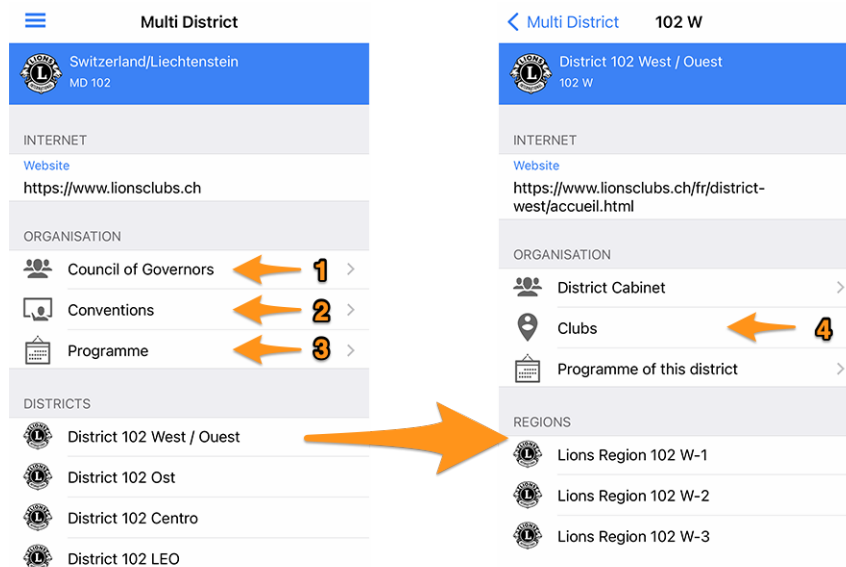 Multi District
Switzerland/Liechtenstein
MD 102
INTERNET
Website
https://www.lionsclubs.ch
ORGANISATION
Council of Governors 1
Conventions 2
Programme 3
DISTRICTS
District 102 West / Ouest
District 102 Ost
District 102 Centro
District 102 LEO
Multi District 102 W
District 102 West / Ouest
102 W
INTERNET
Website
https://www.lionsclubs.ch/fr/district-
west/accueil.html
ORGANISATION
District Cabinet
Clubs 4
Programme of this district
REGIONS
Lions Region 102 W-1
Lions Region 102 W-2
Lions Region 102 W-3